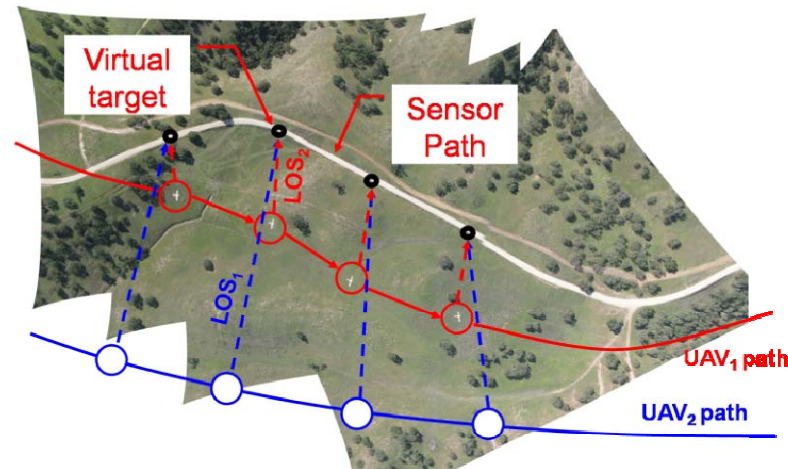 Virtual
target
Sensor
Path
LOS₂
LOS₁
UAV₁ path
UAV₂ path